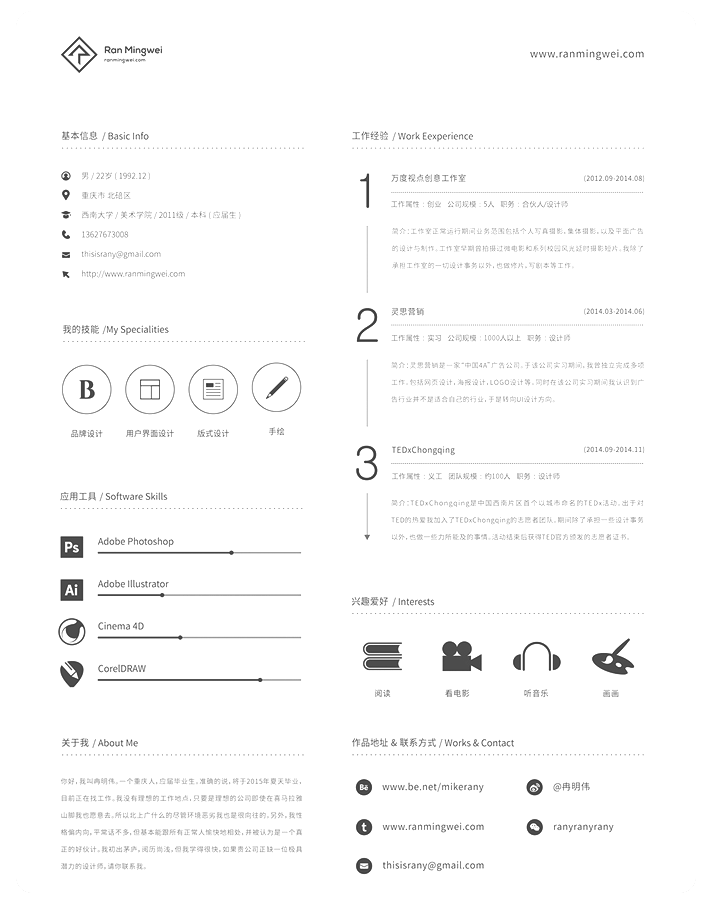 Ran Mingwei
ranmingwei.com
www.ranmingwei.com
基本信息 / Basic Info
男 / 22岁 ( 1992.12 )
重庆市 北碚区
西南大学 / 美术学院 / 2011级 / 本科 ( 应届生 )
13627673008
thisisrany@gmail.com
http://www.ranmingwei.com
我的技能 /My Specialities
B
品牌设计
用户界面设计
版式设计
手绘
应用工具 / Software Skills
Ps
Adobe Photoshop
Ai
Adobe Illustrator
Cinema 4D
CorelDRAW
关于我 / About Me
你好,我叫冉明伟,一个重庆人,应届毕业生,准确的说,将于2015年夏天毕业,
目前正在找工作,我没有理想的工作地点,只要是理想的公司即使在喜马拉雅
山脚我也愿意去,所以北上广什么的尽管环境恶劣我也是很向往的,另外,我性
格偏内向,平常话不多,但基本能跟所有正常人愉快地相处,并被认为是一个真
正的好伙计,我初出茅庐,阅历尚浅,但我学得很快,如果贵公司正缺一位极具
潜力的设计师,请你联系我。
工作经验 / Work Eexperience
1
万度视点创意工作室
(2012.09-2014.08)
工作属性 : 创业 公司规模 : 5人 职务 : 合伙人/设计师
简介:工作室正常运行期间业务范围包括个人写真摄影,集体摄影,以及平面广告
的设计与制作,工作室早期曾拍摄过微电影和系列校园风光延时摄影短片,我除了
承担工作室的一切设计事务以外,也做修片,写剧本等工作。
2
灵思营销
(2014.03-2014.06)
工作属性 : 实习 公司规模 : 1000人以上 职务 : 设计师
简介:灵思营销是一家“中国4A”广告公司,于该公司实习期间,我曾独立完成多项
工作,包括网页设计,海报设计,LOGO设计等,同时在该公司实习期间我认识到广
告行业并不是适合自己的行业,于是转向UI设计方向。
3
TEDxChongqing
(2014.09-2014.11)
工作属性 : 义工 团队规模 : 约100人 职务 : 设计师
简介:TEDxChongqing是中国西南片区首个以城市命名的TEDx活动,出于对
TED的热爱我加入了TEDxChongqing的志愿者团队,期间除了承担一些设计事务
以外,也做一些力所能及的事情,活动结束后获得TED官方颁发的志愿者证书。
兴趣爱好 / Interests
阅读
看电影
听音乐
画画
作品地址 & 联系方式 / Works & Contact
Bē
www.be.net/mikerany
@冉明伟
t
www.ranmingwei.com
ranyranyrany
thisisrany@gmail.com